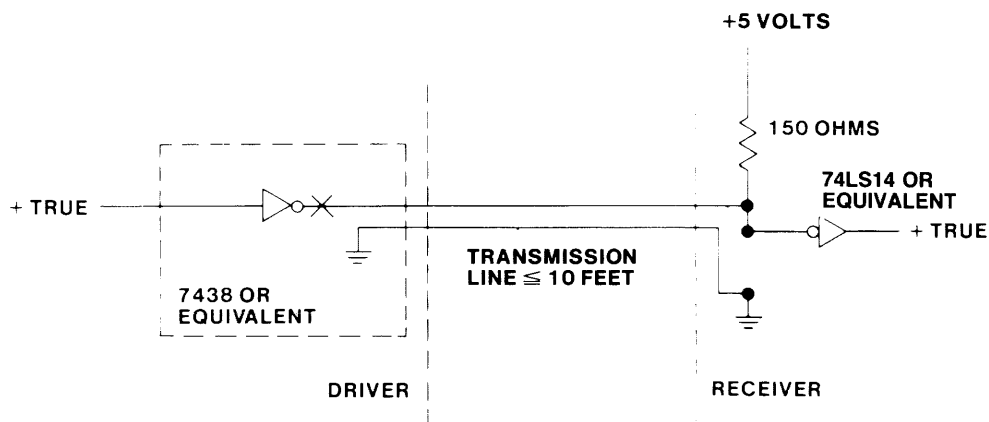 +5 VOLTS
150 OHMS
74LS14 OR
EQUIVALENT
+ TRUE
+ TRUE
TRANSMISSION
LINE ≦ 10 FEET
7438 OR
EQUIVALENT
DRIVER
RECEIVER